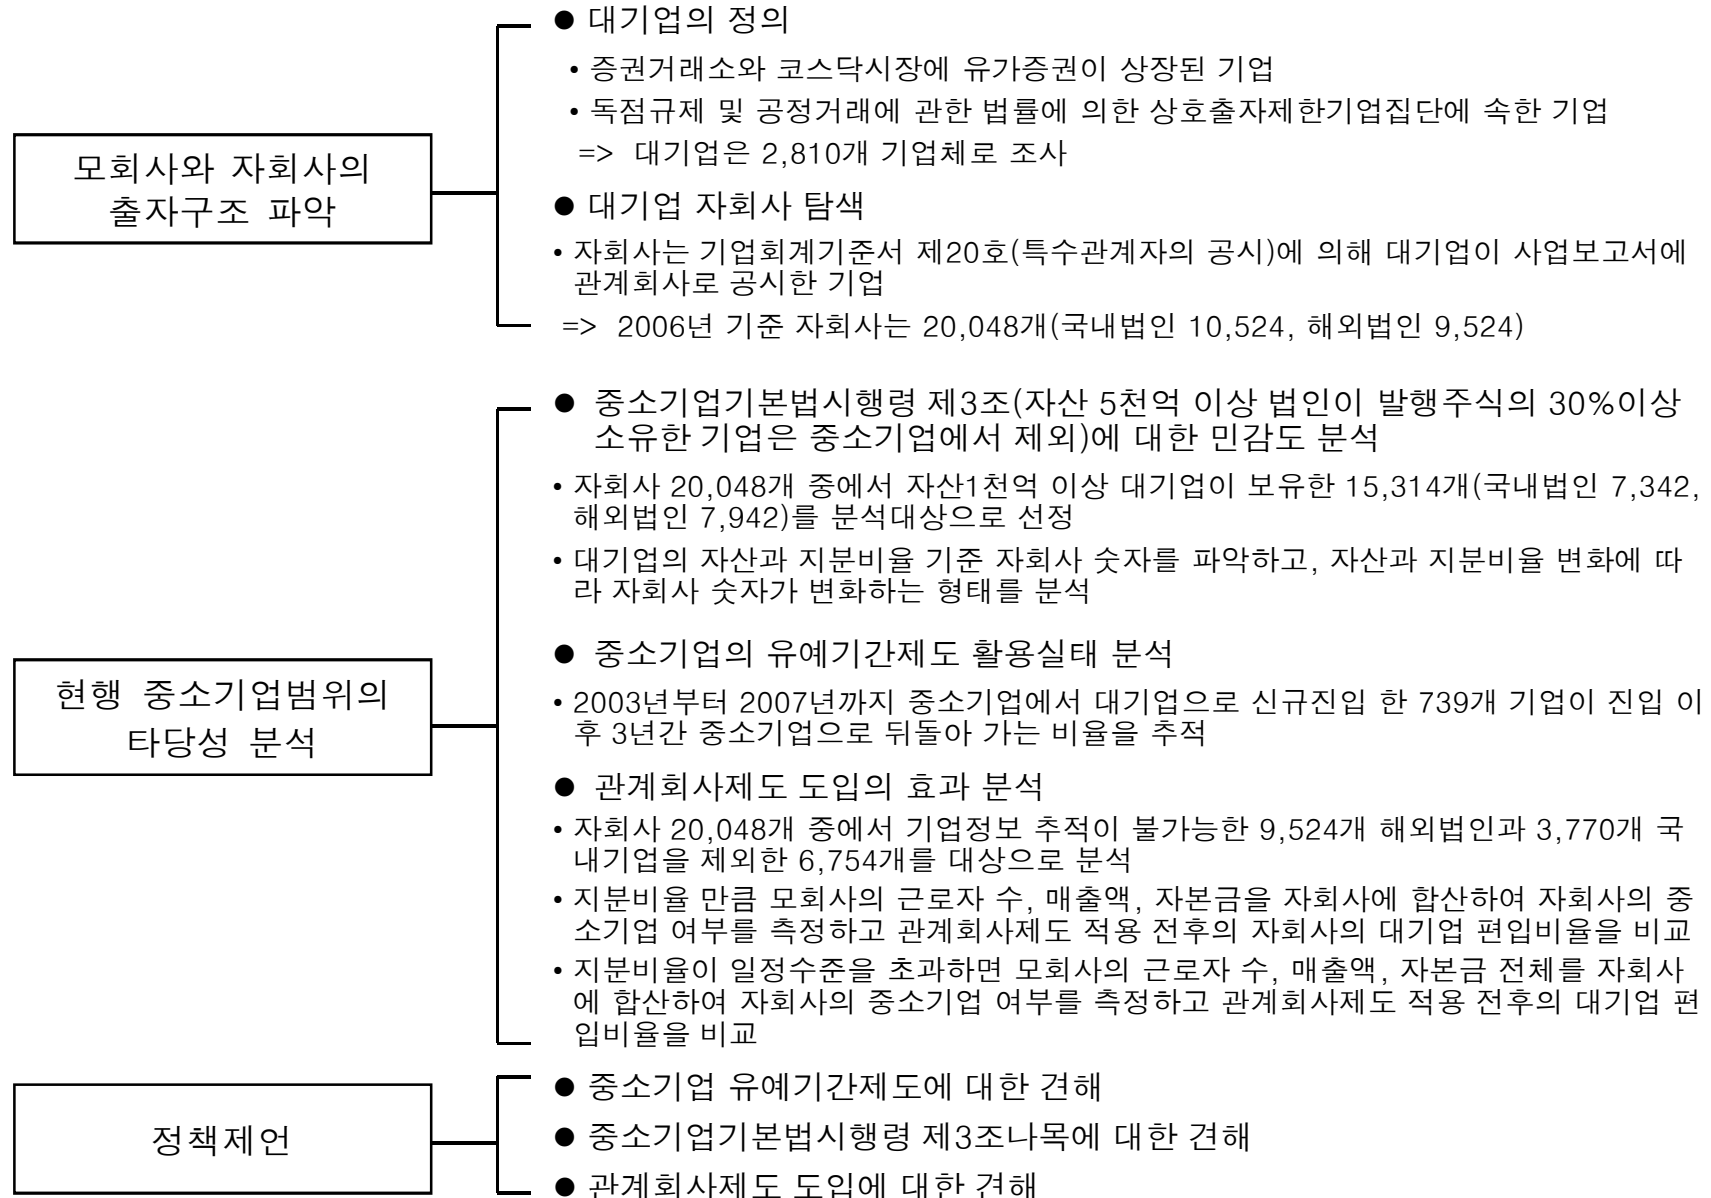 모회사와 자회사의
출자구조 파악
● 대기업의 정의
• 증권거래소와 코스닥시장에 유가증권이 상장된 기업
• 독점규제 및 공정거래에 관한 법률에 의한 상호출자제한기업집단에 속한 기업
=> 대기업은 2,810개 기업체로 조사
● 대기업 자회사 탐색
• 자회사는 기업회계기준서 제20호(특수관계자의 공시)에 의해 대기업이 사업보고서에
관계회사로 공시한 기업
=> 2006년 기준 자회사는 20,048개(국내법인 10,524, 해외법인 9,524)
현행 중소기업범위의
타당성 분석
● 중소기업기본법시행령 제3조(자산 5천억 이상 법인이 발행주식의 30%이상
소유한 기업은 중소기업에서 제외)에 대한 민감도 분석
• 자회사 20,048개 중에서 자산1천억 이상 대기업이 보유한 15,314개(국내법인 7,342,
해외법인 7,942)를 분석대상으로 선정
• 대기업의 자산과 지분비율 기준 자회사 숫자를 파악하고, 자산과 지분비율 변화에 따
라 자회사 숫자가 변화하는 형태를 분석
● 중소기업의 유예기간제도 활용실태 분석
• 2003년부터 2007년까지 중소기업에서 대기업으로 신규진입 한 739개 기업이 진입 이
후 3년간 중소기업으로 뒤돌아 가는 비율을 추적
● 관계회사제도 도입의 효과 분석
• 자회사 20,048개 중에서 기업정보 추적이 불가능한 9,524개 해외법인과 3,770개 국
내기업을 제외한 6,754개를 대상으로 분석
• 지분비율 만큼 모회사의 근로자 수, 매출액, 자본금을 자회사에 합산하여 자회사의 중
소기업 여부를 측정하고 관계회사제도 적용 전후의 자회사의 대기업 편입비율을 비교
• 지분비율이 일정수준을 초과하면 모회사의 근로자 수, 매출액, 자본금 전체를 자회사
에 합산하여 자회사의 중소기업 여부를 측정하고 관계회사제도 적용 전후의 대기업 편
입비율을 비교
정책제언
● 중소기업 유예기간제도에 대한 견해
● 중소기업기본법시행령 제3조나목에 대한 견해
● 관계회사제도 도입에 대한 견해